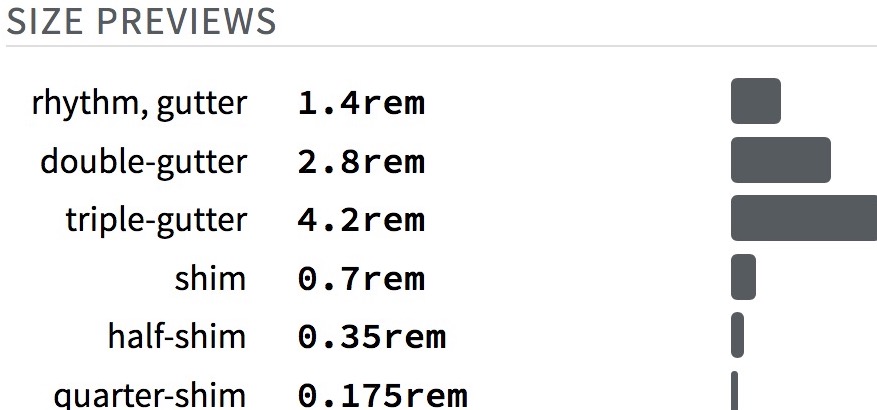 SIZE PREVIEWS
rhythm, gutter 1.4rem
double-gutter 2.8rem
triple-gutter 4.2rem
shim 0.7rem
half-shim 0.35rem
quarter-shim 0.175rem